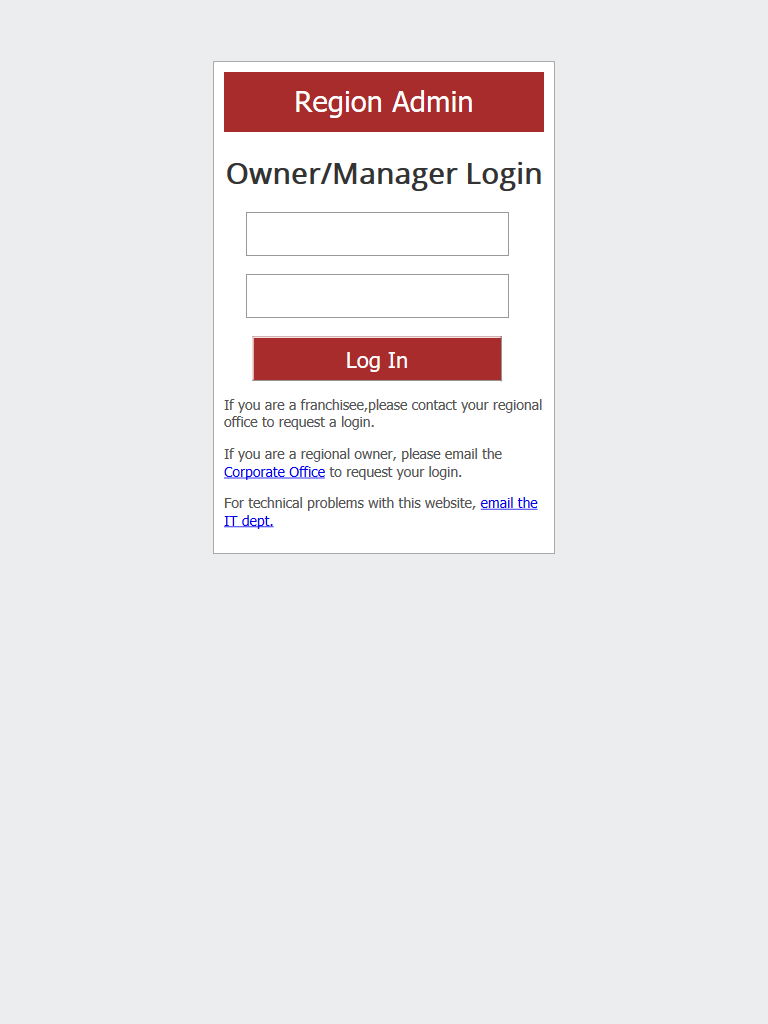 Region Admin
Owner/Manager Login
Log In
If you are a franchisee,please contact your regional
office to request a login.
If you are a regional owner, please email the
Corporate Office to request your login.
For technical problems with this website, email the
IT dept.